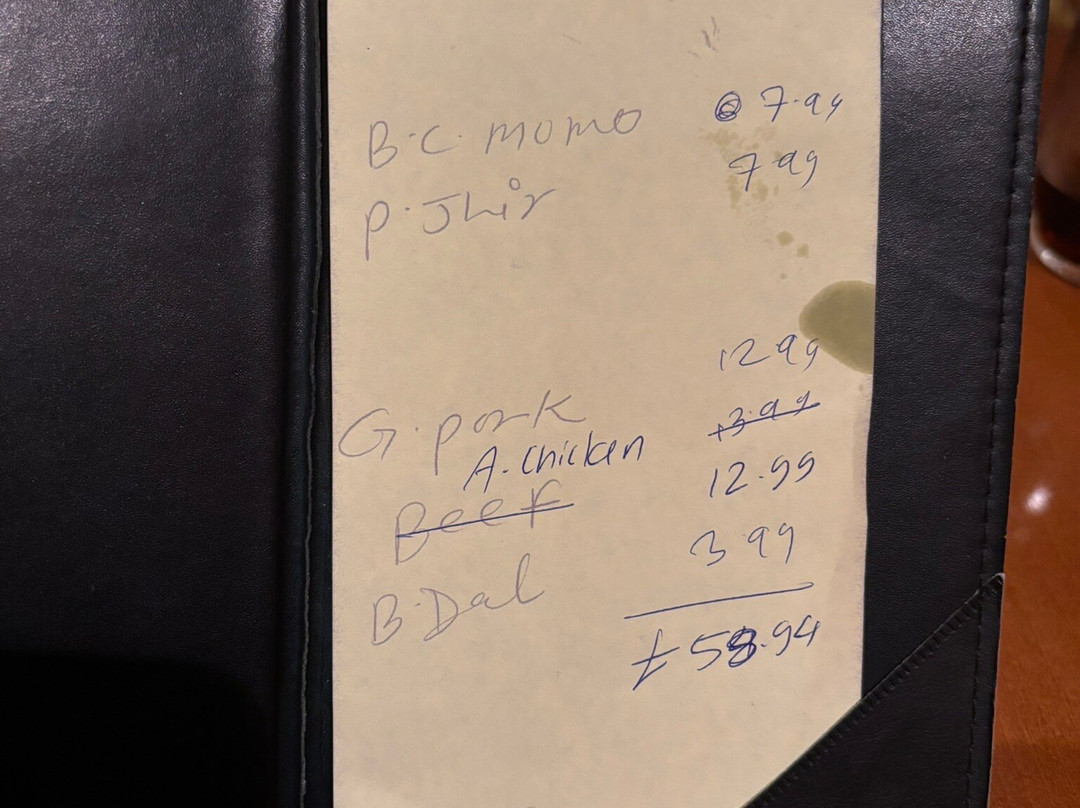 B.C. momo 7.99
P. Jhir 7.99
12.99
G. pork 13.99
A. Chicken 12.99
Beef
B. Dal 3.99
£58.94